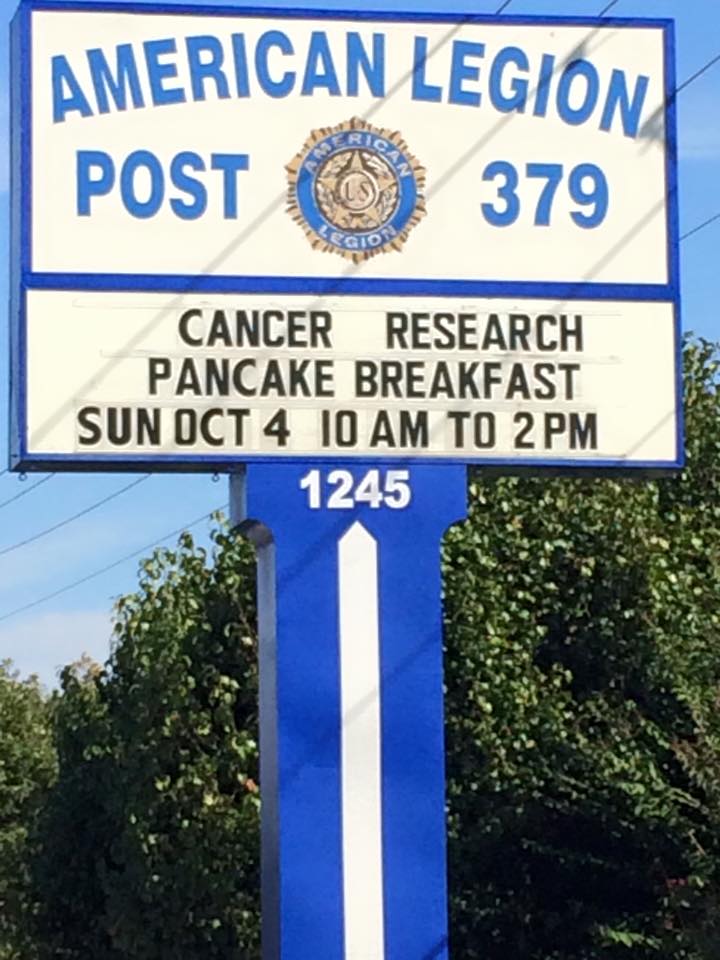 AMERICAN LEGION
POST 379
AMERICAN
US
LEGION
CANCER RESEARCH
PANCAKE BREAKFAST
SUN OCT 4 10 AM TO 2 PM
1245